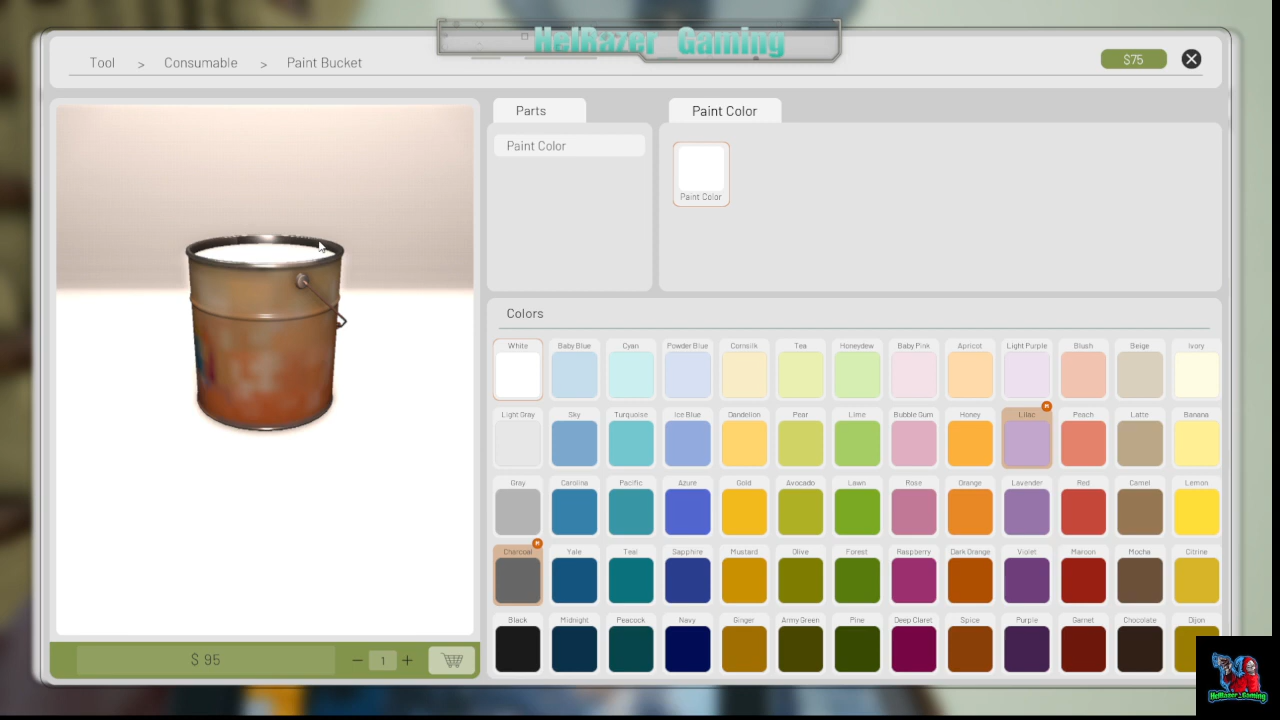 HelRazer_Gaming
Tool > Consumable > Paint Bucket
$75
Parts
Paint Color
Paint Color
Paint Color
Colors
White Baby Blue Cyan Powder Blue Cornsilk Tea Honeydew Baby Pink Apricot Light Purple Blush Beige Ivory
Light Gray Sky Turquoise Ice Blue Dandelion Pear Lime Bubble Gum Honey Lilac Peach Latte Banana
Gray Carolina Pacific Azure Gold Avocado Lawn Rose Orange Lavender Red Camel Lemon
Charcoal Yale Teal Sapphire Mustard Olive Forest Raspberry Dark Orange Violet Maroon Mocha Citrine
Black Midnight Peacock Navy Ginger Army Green Pine Deep Claret Spice Purple Garnet Chocolate Dijon
$ 95
− 1 +
HelRazer_Gaming